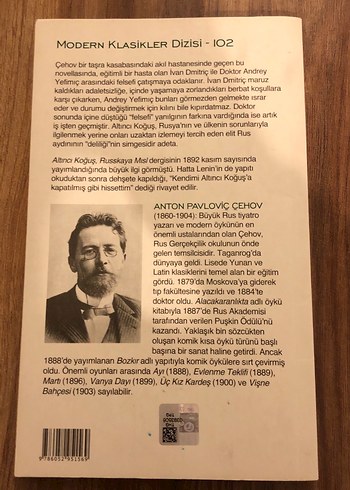 MODERN KLASİKLER DİZİSİ - 102
Çehov bir taşra kasabasındaki akıl hastanesinde geçen bu
novellasında, eğitimli bir hasta olan İvan Dmitriç ile Doktor Andrey
Yefimıç arasındaki felsefi çatışmaya odaklanır. İvan Dmitriç maruz
kaldıkları adaletsizliğe, içinde yaşamaya zorlandıkları berbat koşullara
karşı çıkarken, Andrey Yefimıç bunları görmezden gelmekte ısrar
eder ve durumu değiştirmek için kılını bile kıpırdatmaz. Doktor
sonunda içine düştüğü "felsefi" yanılgının farkına vardığında ise artık
iş işten geçmiştir. Altıncı Koğuş, Rusya'nın ve ülkenin sorunlarıyla
ilgilenmek yerine onları uzaktan izlemeyi tercih eden elit Rus
aydınının "deliliği"nin simgesidir adeta.
Altıncı Koğuş, Russkaya Mısl dergisinin 1892 kasım sayısında
yayımlandığında büyük ilgi görmüştü. Hatta Lenin'in de yapıtı
okuduktan sonra dehşete kapıldığı, "Kendimi Altıncı Koğuş'a
kapatılmış gibi hissettim" dediği rivayet edilir.
ANTON PAVLOVİÇ ÇEHOV
(1860-1904): Büyük Rus tiyatro
yazarı ve modern öykünün en
önemli ustalarından olan Çehov,
Rus Gerçekçilik okulunun önde
gelen temsilcisidir. Taganrog'da
dünyaya geldi. Lisede Yunan ve
Latin klasiklerini temel alan bir eğitim
gördü. 1879'da Moskova'ya giderek
tıp fakültesine yazıldı ve 1884'te
doktor oldu. Alacakaranlıkta adlı öykü
kitabıyla 1887'de Rus Akademisi
tarafından verilen Puşkin Ödülü'nü
kazandı. Yaklaşık bin sözcükten
oluşan komik kısa öykü türünü başlı
başına bir sanat haline getirdi. Ancak
1888'de yayımlanan Bozkır adlı yapıtıyla komik öykülere sırt çevirmiş
oldu. Önemli oyunları arasında Ayı (1888), Evlenme Teklifi (1889),
Martı (1896), Vanya Dayı (1899), Üç Kız Kardeş (1900) ve Vişne
Bahçesi (1903) sayılabilir.
9 786052 951569